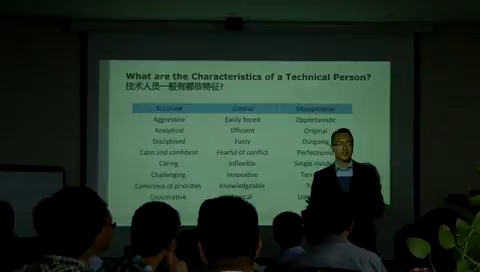 What are the Characteristics of a Technical Person?
技术人员一般有哪些特征?
Accurate Critical Manipulative
Aggressive Easily bored Opportunistic
Analytical Efficient Original
Disciplined Fussy Outgoing
Calm and confident Fearful of conflict Perfectionist
Caring Inflexible
Challenging Innovative
Conscious of priorities Knowledgable
Cooperative